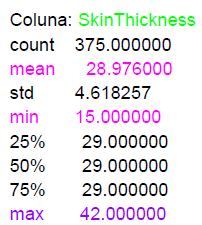 Coluna: SkinThickness
count 375.000000
mean 28.976000
std 4.618257
min 15.000000
25% 29.000000
50% 29.000000
75% 29.000000
max 42.000000